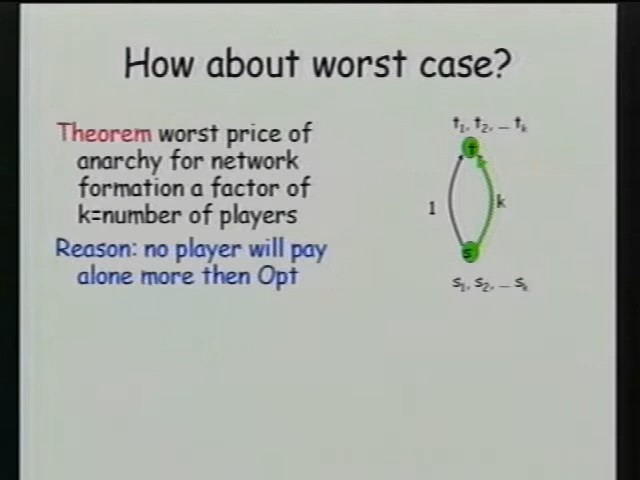 How about worst case?
Theorem worst price of
anarchy for network
formation a factor of
k=number of players
Reason: no player will pay
alone more then Opt
t₁, t₂, … tₖ
t
1
k
s
s₁, s₂, … sₖ